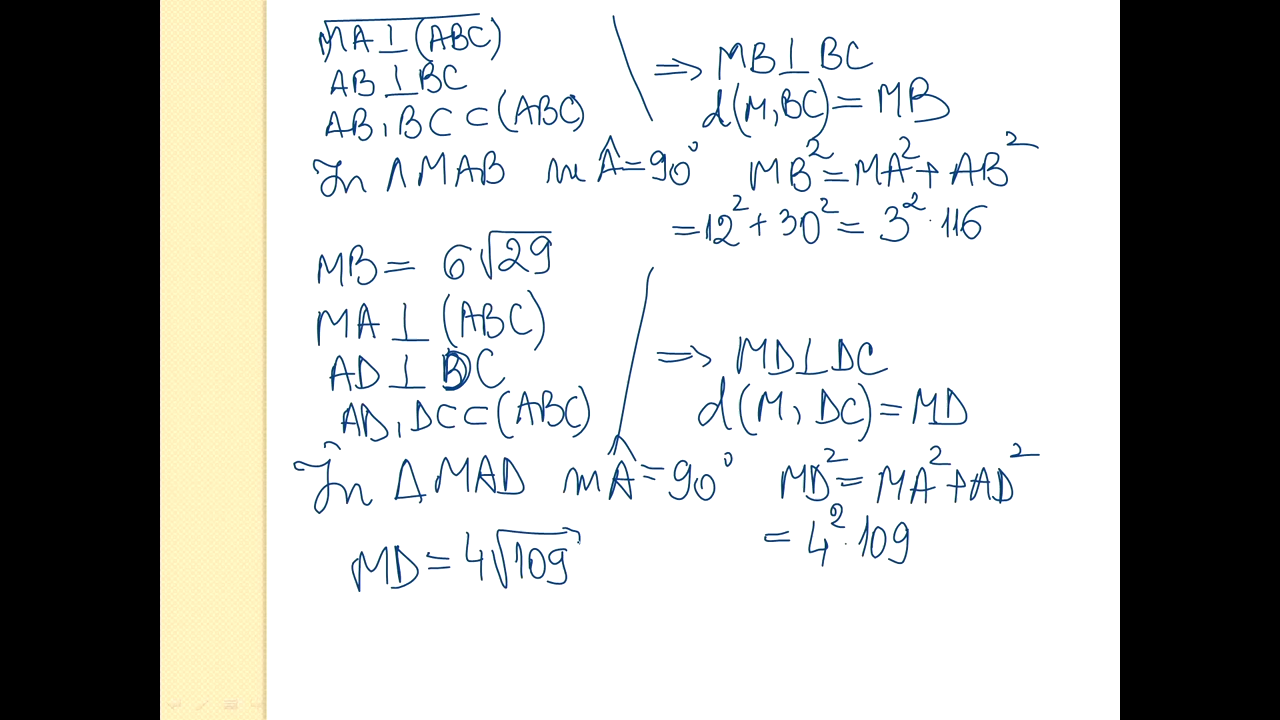 MA⊥(ABC)
AB⊥BC
AB, BC⊂(ABC)
⇒ MB⊥BC
d(M,BC)=MB
În ΔMAB m Â=90° MB²=MA²+AB²
=12²+30²=3²·116
MB=6√29
MA⊥(ABC)
AD⊥DC
AD, DC⊂(ABC)
⇒ MD⊥DC
d(M, DC)=MD
În ΔMAD m Â=90° MD²=MA²+AD²
=4²·109
MD=4√109